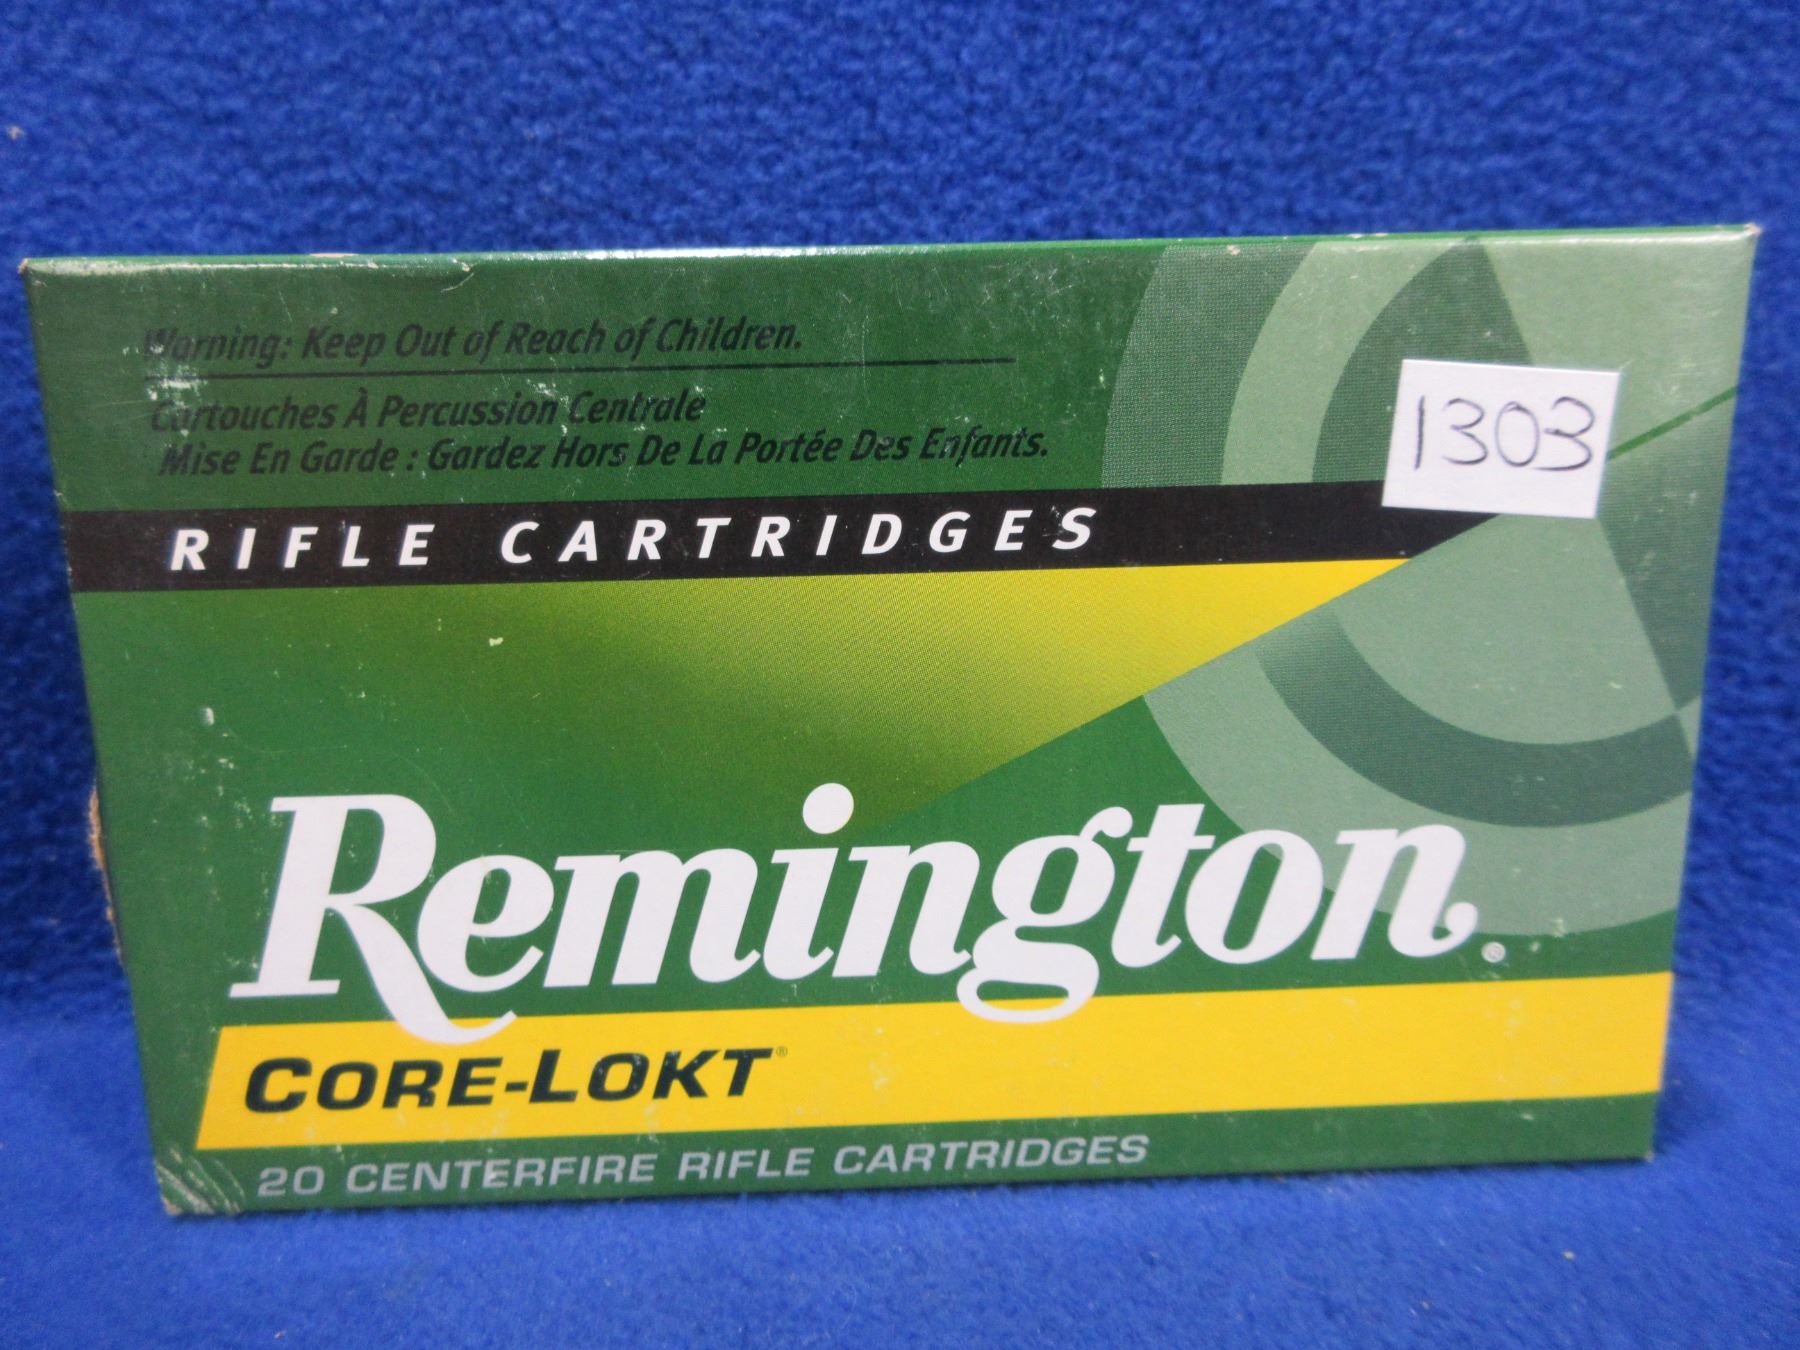 Warning: Keep Out of Reach of Children.
Cartouches À Percussion Centrale
Mise En Garde : Gardez Hors De La Portée Des Enfants.
1303
RIFLE CARTRIDGES
Remington®
CORE-LOKT®
20 CENTERFIRE RIFLE CARTRIDGES